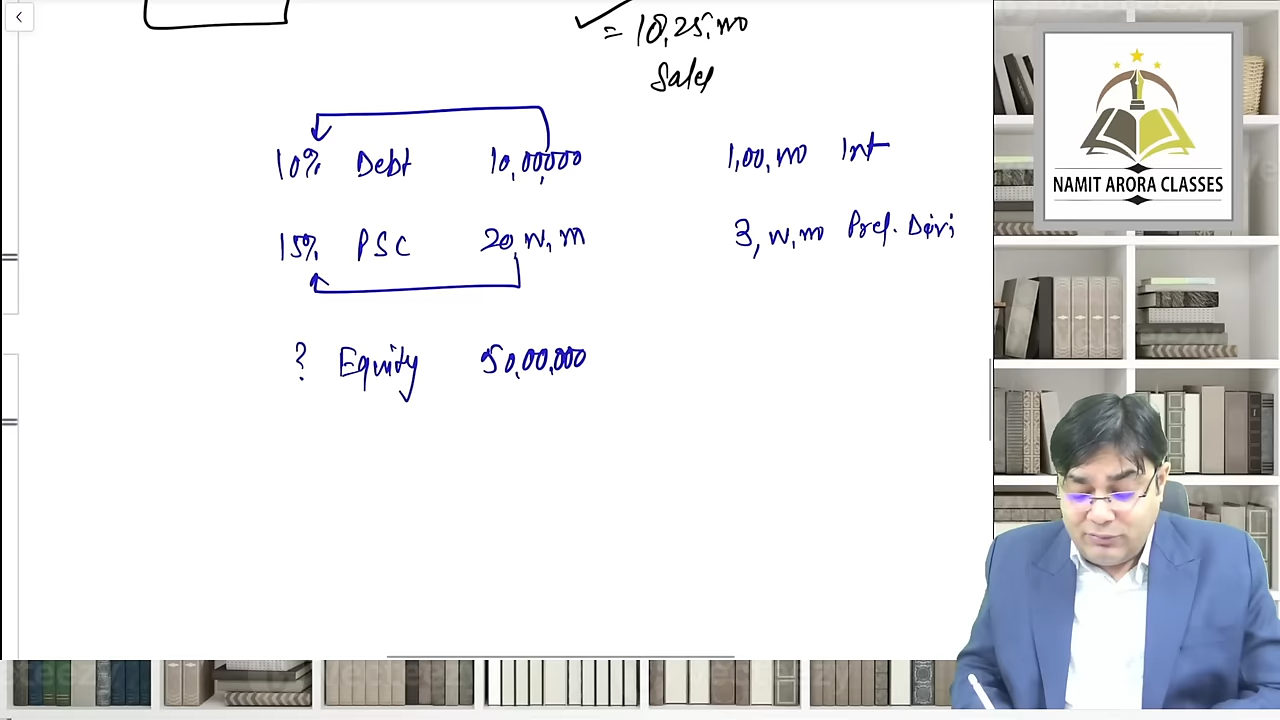 = 10,25,000
Sales
10% Debt 10,00,000 1,00,000 Int
15% PSC 20,00,000 3,00,000 Pref. Divi
? Equity 50,00,000
NAMIT ARORA CLASSES